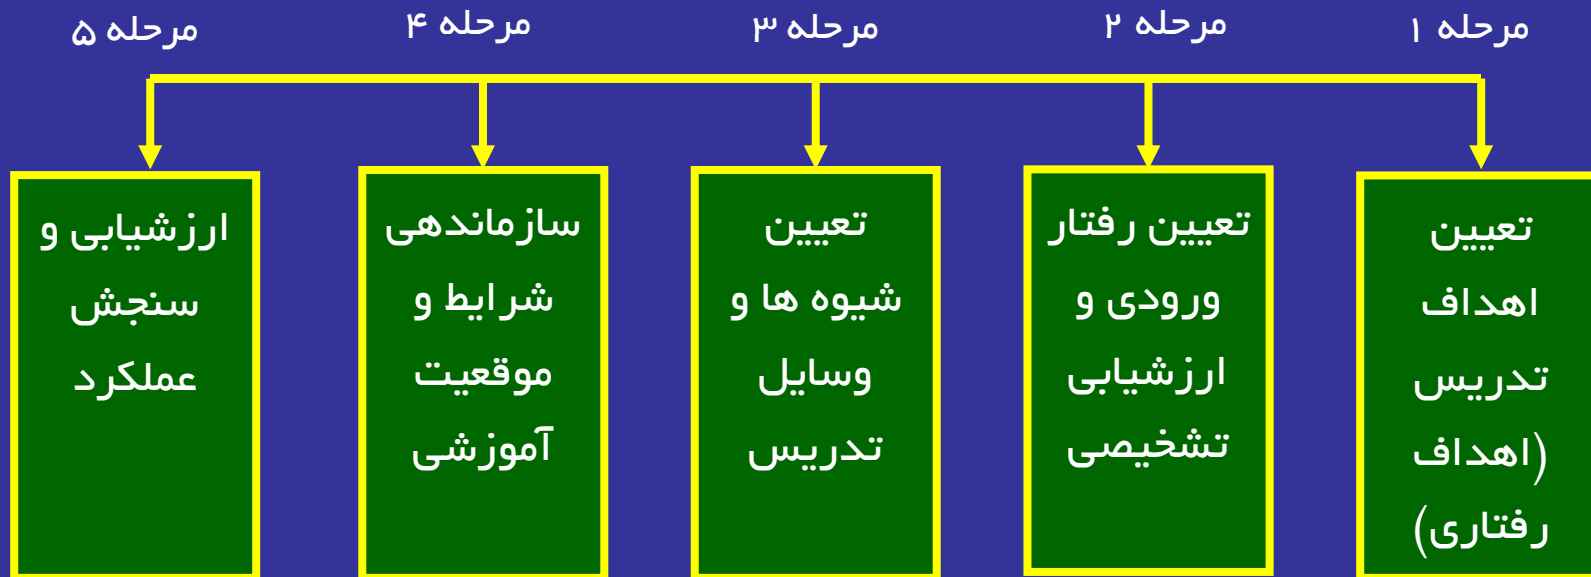 مرحله ۱
مرحله ۲
مرحله ۳
مرحله ۴
مرحله ۵
تعیین
اهداف
تدریس
(اهداف
رفتاری)
تعیین رفتار
ورودی و
ارزشیابی
تشخیصی
تعیین
شیوه ها و
وسایل
تدریس
سازماندهی
شرایط و
موقعیت
آموزشی
ارزشیابی و
سنجش
عملکرد